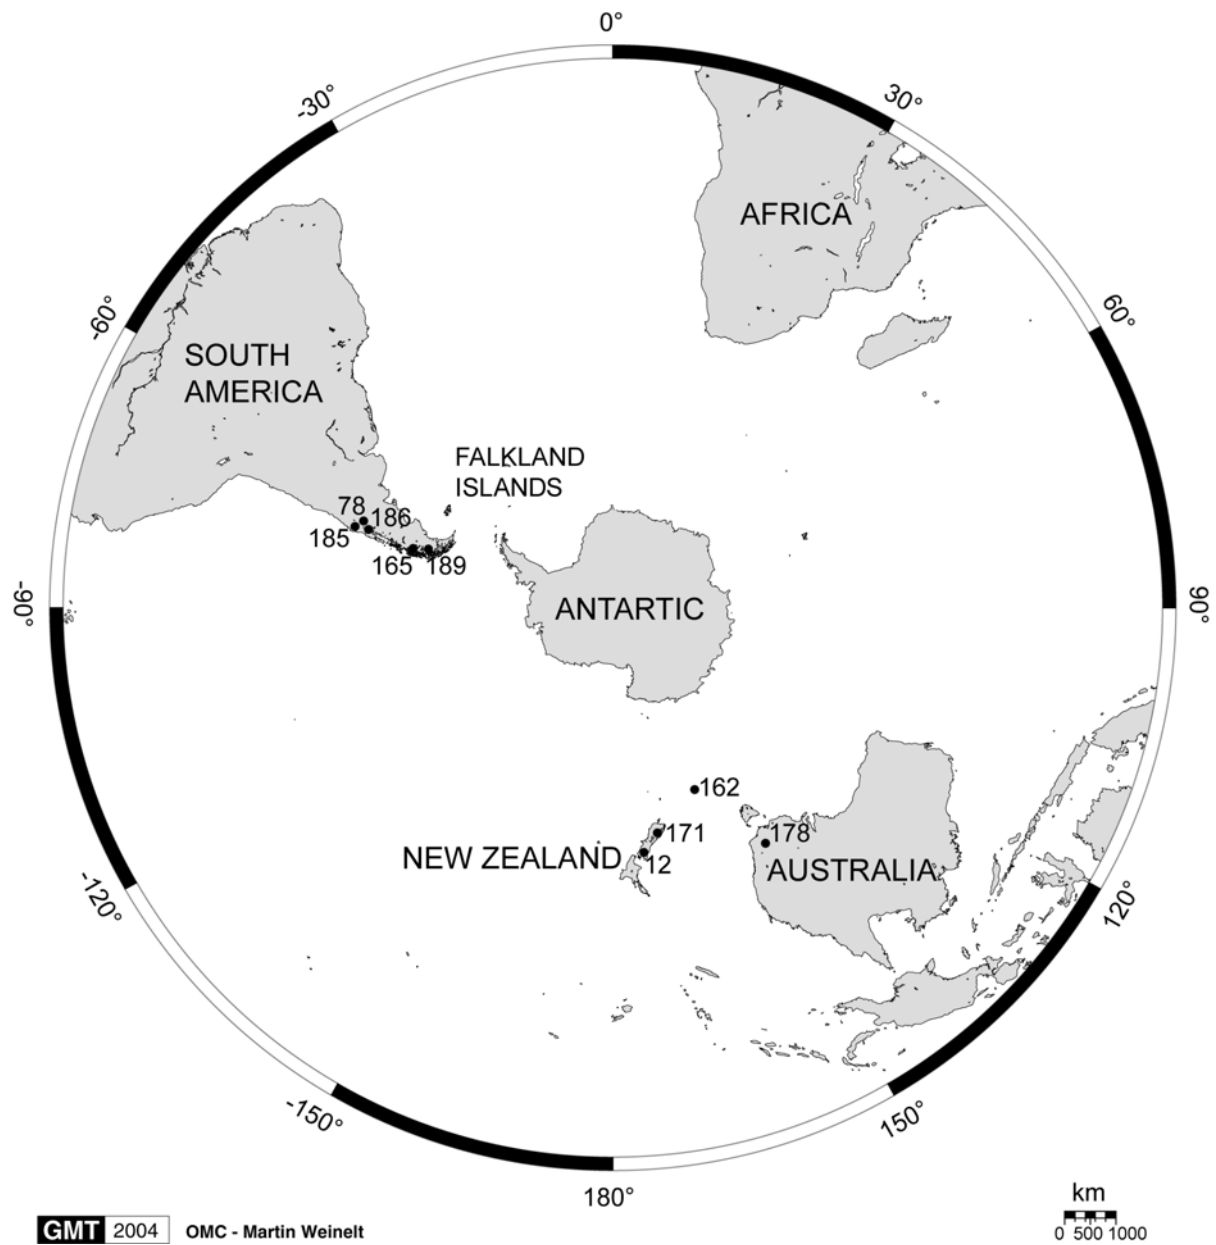 0°
-30°
30°
AFRICA
-60°
60°
SOUTH
AMERICA
FALKLAND
ISLANDS
78
186
185
165
189
ANTARTIC
-90°
90°
162
171
178
NEW ZEALAND
12
AUSTRALIA
-120°
120°
-150°
150°
180°
km
0 500 1000
GMT 2004 OMC - Martin Weinelt